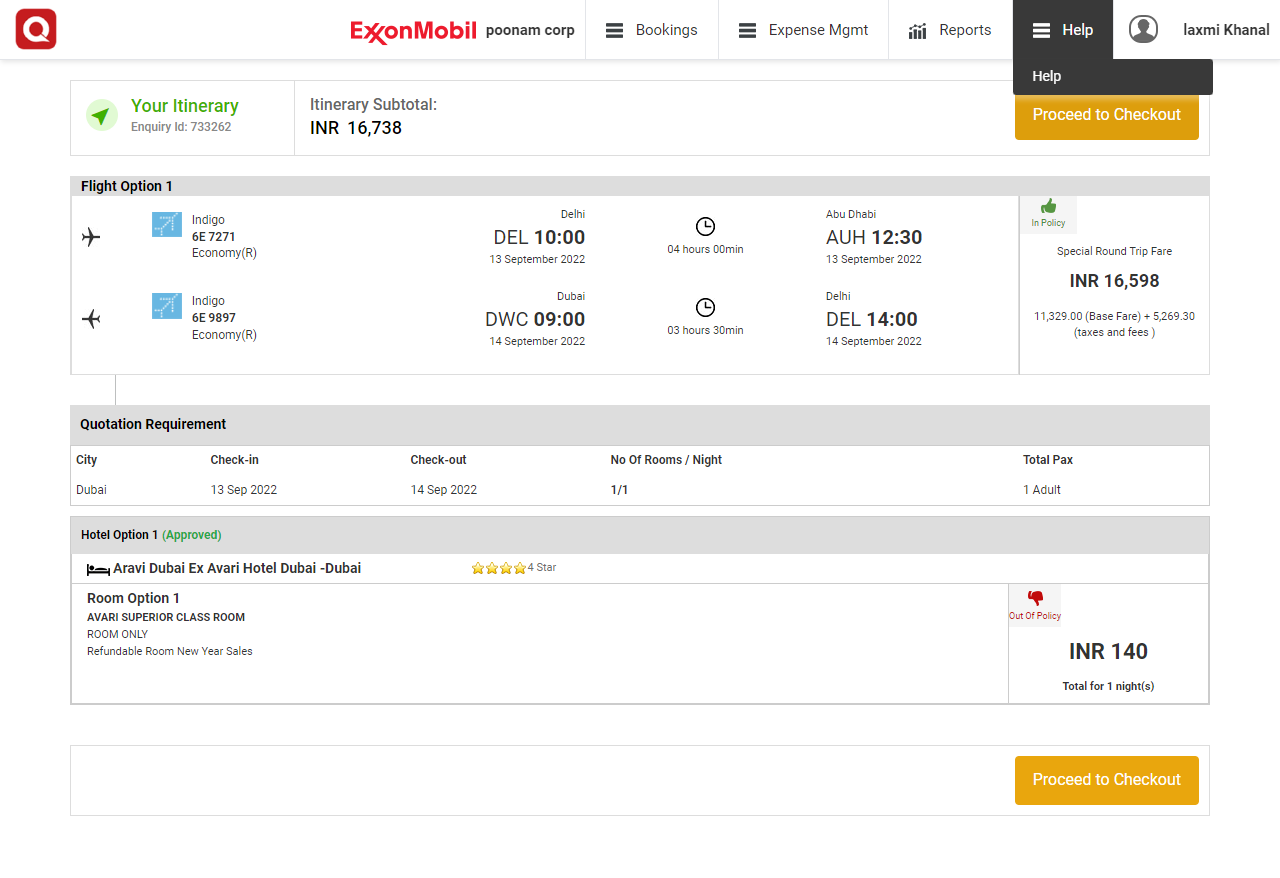 Q
ExxonMobil poonam corp Bookings Expense Mgmt Reports Help laxmi Khanal
Help
Your Itinerary
Enquiry Id: 733262
Itinerary Subtotal:
INR 16,738
Proceed to Checkout
Flight Option 1
Indigo
6E 7271
Economy(R)
Delhi
DEL 10:00
13 September 2022
04 hours 00min
Abu Dhabi
AUH 12:30
13 September 2022
Indigo
6E 9897
Economy(R)
Dubai
DWC 09:00
14 September 2022
03 hours 30min
Delhi
DEL 14:00
14 September 2022
In Policy
Special Round Trip Fare
INR 16,598
11,329.00 (Base Fare) + 5,269.30
(taxes and fees )
Quotation Requirement
City Check-in Check-out No Of Rooms / Night Total Pax
Dubai 13 Sep 2022 14 Sep 2022 1/1 1 Adult
Hotel Option 1 (Approved)
Aravi Dubai Ex Avari Hotel Dubai -Dubai 4 Star
Room Option 1
AVARI SUPERIOR CLASS ROOM
ROOM ONLY
Refundable Room New Year Sales
Out Of Policy
INR 140
Total for 1 night(s)
Proceed to Checkout